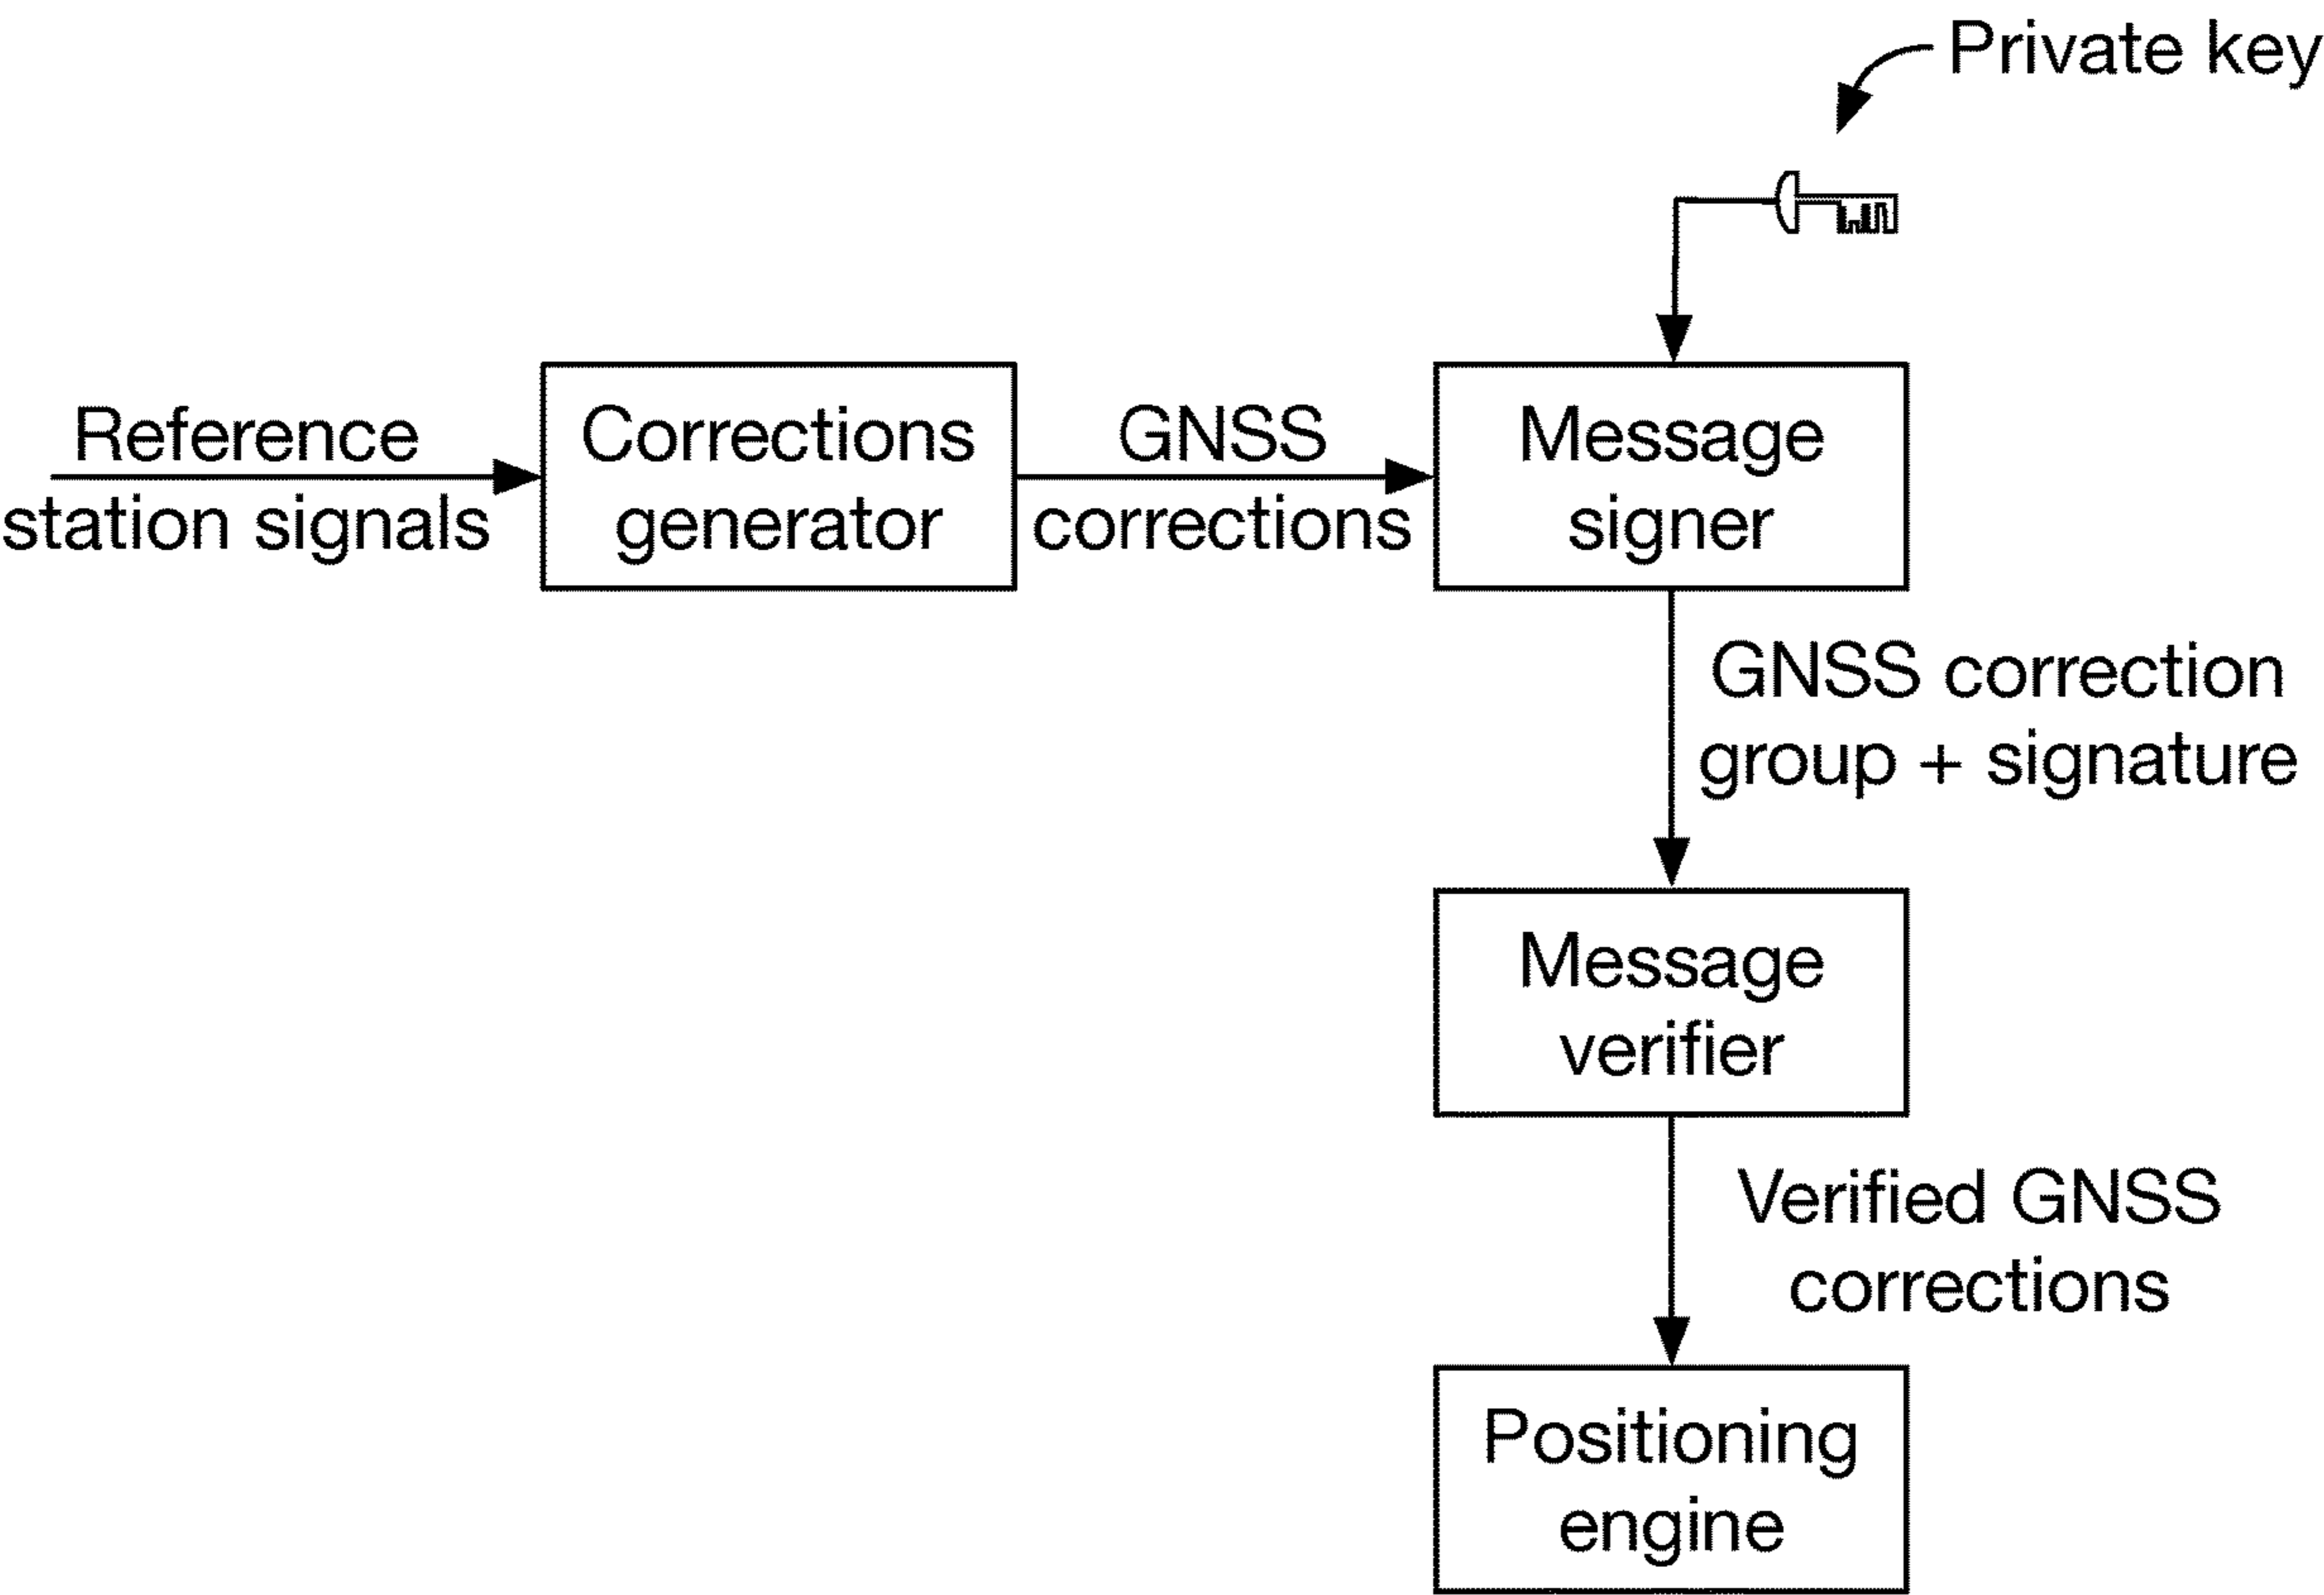 Private key
Reference
station signals
Corrections
generator
GNSS
corrections
Message
signer
GNSS correction
group + signature
Message
verifier
Verified GNSS
corrections
Positioning
engine